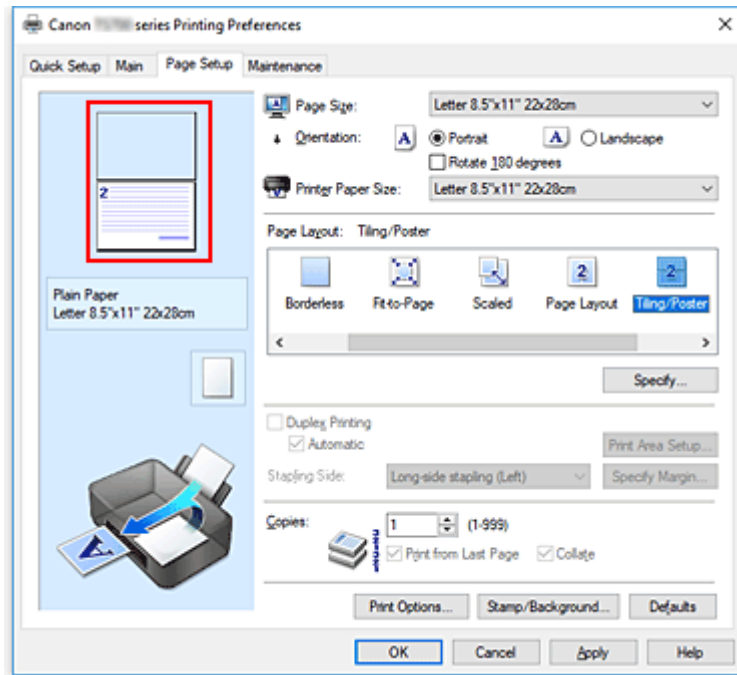 Canon series Printing Preferences
Quick Setup Main Page Setup Maintenance
2
Plain Paper
Letter 8.5"x11" 22x28cm
Page Size: Letter 8.5"x11" 22x28cm
Orientation: A Portrait A Landscape
Rotate 180 degrees
Printer Paper Size: Letter 8.5"x11" 22x28cm
Page Layout: Tiling/Poster
2 2
Borderless Fit-to-Page Scaled Page Layout Tiling/Poster
Specify...
Duplex Printing
Automatic Print Area Setup...
Stapling Side: Long-side stapling (Left) Specify Margin...
Copies: 1 (1-999)
Print from Last Page Collate
A
Print Options... Stamp/Background... Defaults
OK Cancel Apply Help